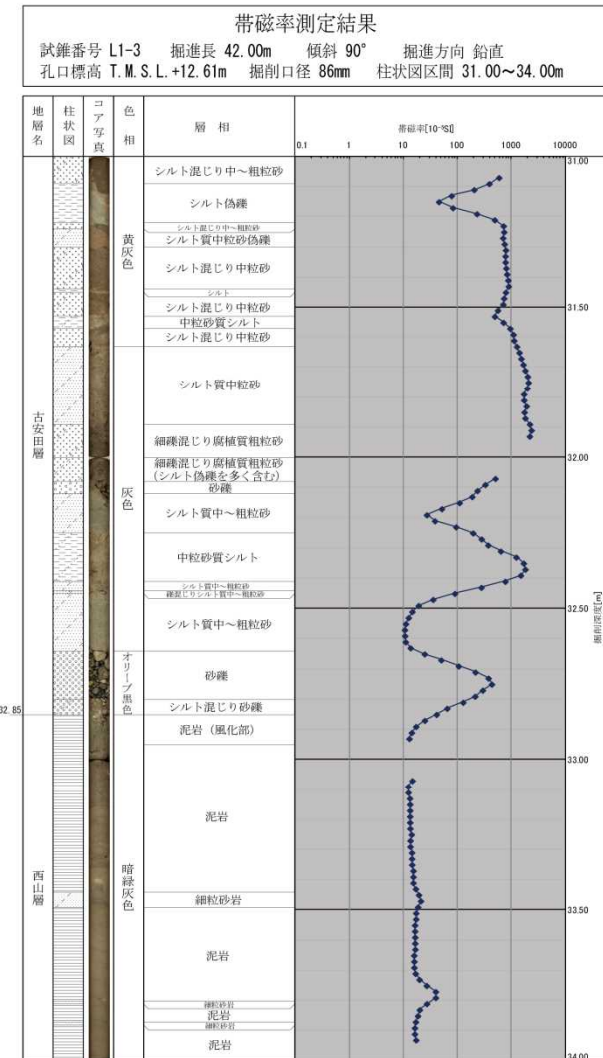 帯磁率測定結果
試錐番号 L1-3 掘進長 42.00m 傾斜 90° 掘進方向 鉛直
孔口標高 T.M.S.L.+12.61m 掘削口径 86mm 柱状図区間 31.00～34.00m
地層名
柱状図
コア写真
色相
層相
帯磁率[10⁻⁵SI]
0.1 1 10 100 1000 10000
31.00
シルト混じり中～粗粒砂
シルト偽礫
シルト混じり中～粗粒砂
シルト質中粒砂偽礫
黄灰色
シルト混じり中粒砂
シルト
31.50
シルト混じり中粒砂
中粒砂質シルト
シルト混じり中粒砂
シルト質中粒砂
古安田層
細礫混じり腐植質粗粒砂
32.00
細礫混じり腐植質粗粒砂
(シルト偽礫を多く含む)
砂礫
灰色
シルト質中～粗粒砂
中粒砂質シルト
シルト質中～粗粒砂
細礫混じりシルト質中～粗粒砂
32.50
掘削深度[m]
シルト質中～粗粒砂
オリーブ黒色
砂礫
シルト混じり砂礫
32.85
泥岩（風化部）
33.00
泥岩
西山層
暗緑灰色
細粒砂岩
33.50
泥岩
細粒砂岩
泥岩
細粒砂岩
泥岩
34.00